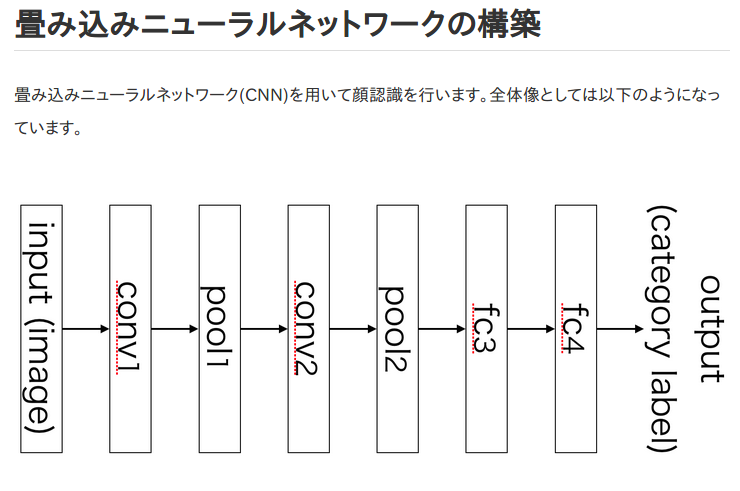 畳み込みニューラルネットワークの構築
畳み込みニューラルネットワーク(CNN)を用いて顔認識を行います。全体像としては以下のようになっ
ています。
input (image)
conv1
pool1
conv2
pool2
fc3
fc4
output
(category label)